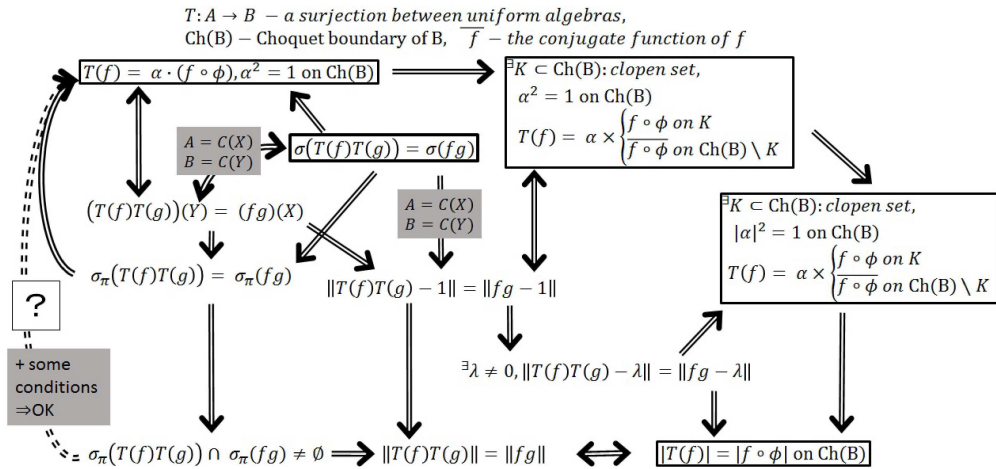 T: A → B − a surjection between uniform algebras,
Ch(B) − Choquet boundary of B, f̅ − the conjugate function of f
T(f) = α · (f ∘ ϕ), α² = 1 on Ch(B)
∃K ⊂ Ch(B): clopen set,
α² = 1 on Ch(B)
T(f) = α × { f ∘ ϕ on K
f̅ ∘ ϕ̅ on Ch(B) \ K
A = C(X)
B = C(Y)
σ(T(f)T(g)) = σ(fg)
A = C(X)
B = C(Y)
(T(f)T(g))(Y) = (fg)(X)
∃K ⊂ Ch(B): clopen set,
|α|² = 1 on Ch(B)
T(f) = α × { f ∘ ϕ on K
f̅ ∘ ϕ̅ on Ch(B) \ K
σπ(T(f)T(g)) = σπ(fg)
‖T(f)T(g) − 1‖ = ‖fg − 1‖
?
+ some
conditions
⇒OK
∃λ ≠ 0, ‖T(f)T(g) − λ‖ = ‖fg − λ‖
σπ(T(f)T(g)) ∩ σπ(fg) ≠ ∅
‖T(f)T(g)‖ = ‖fg‖
|T(f)| = |f ∘ ϕ| on Ch(B)